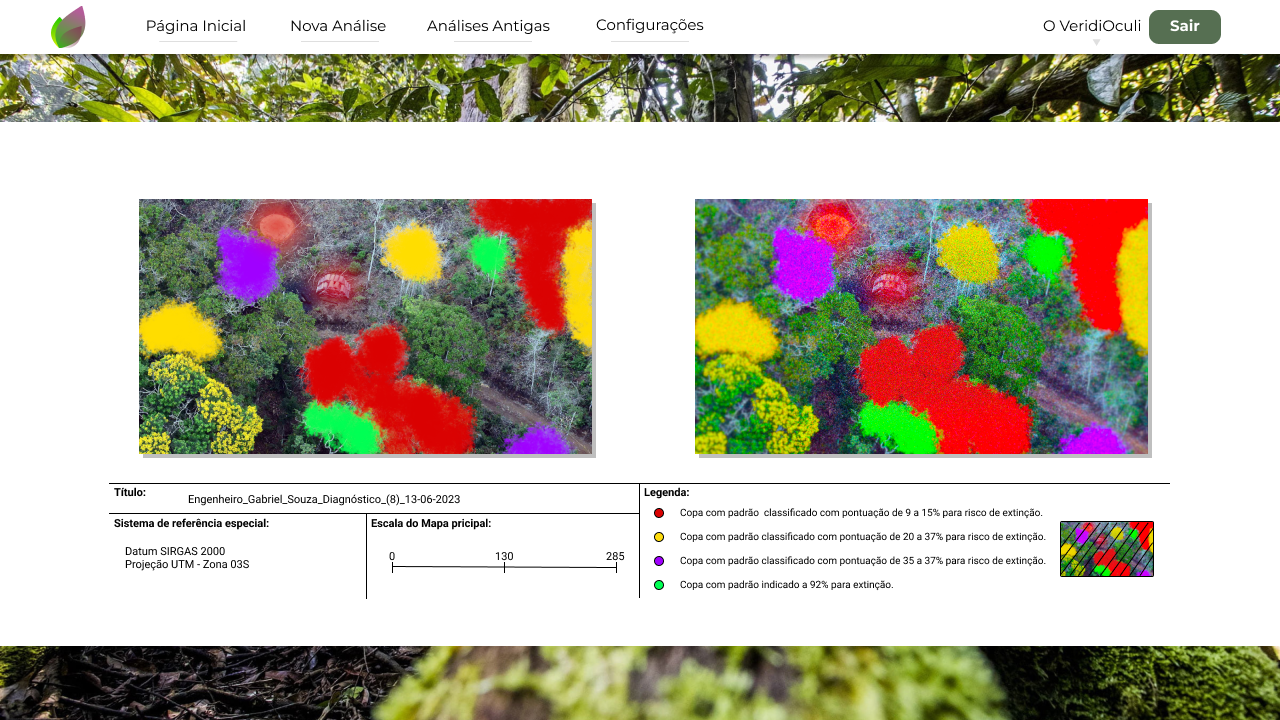 Página Inicial
Nova Análise
Análises Antigas
Configurações
O VeridiOculi
Sair
Título:
Engenheiro_Gabriel_Souza_Diagnóstico_(8)_13-06-2023
Sistema de referência especial:
Datum SIRGAS 2000
Projeção UTM - Zona 03S
Escala do Mapa pricipal:
0 130 285
Legenda:
Copa com padrão  classificado com pontuação de 9 a 15% para risco de extinção.
Copa com padrão classificado com pontuação de 20 a 37% para risco de extinção.
Copa com padrão classificado com pontuação de 35 a 37% para risco de extinção.
Copa com padrão indicado a 92% para extinção.